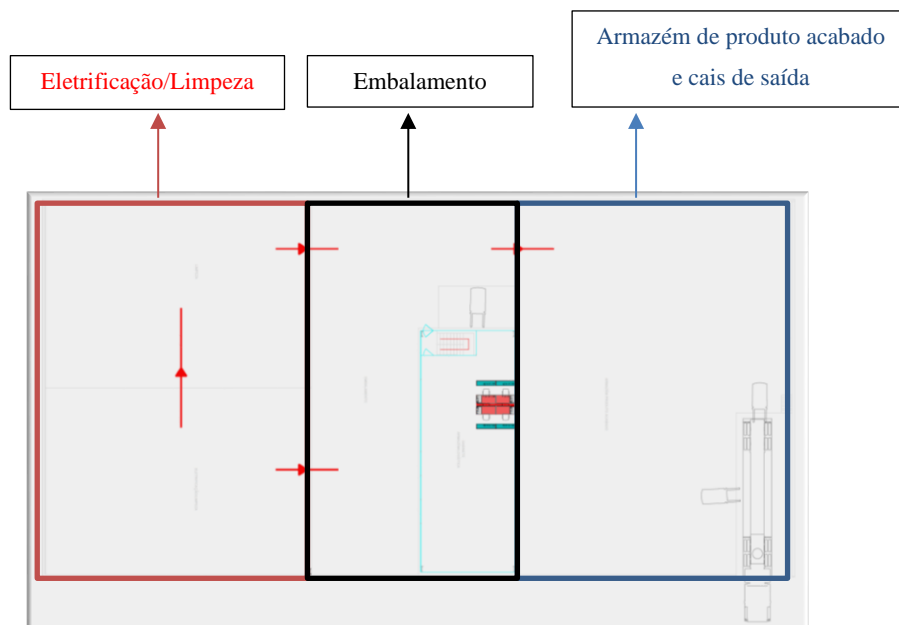 Armazém de produto acabado
e cais de saída
Eletrificação/Limpeza
Embalamento